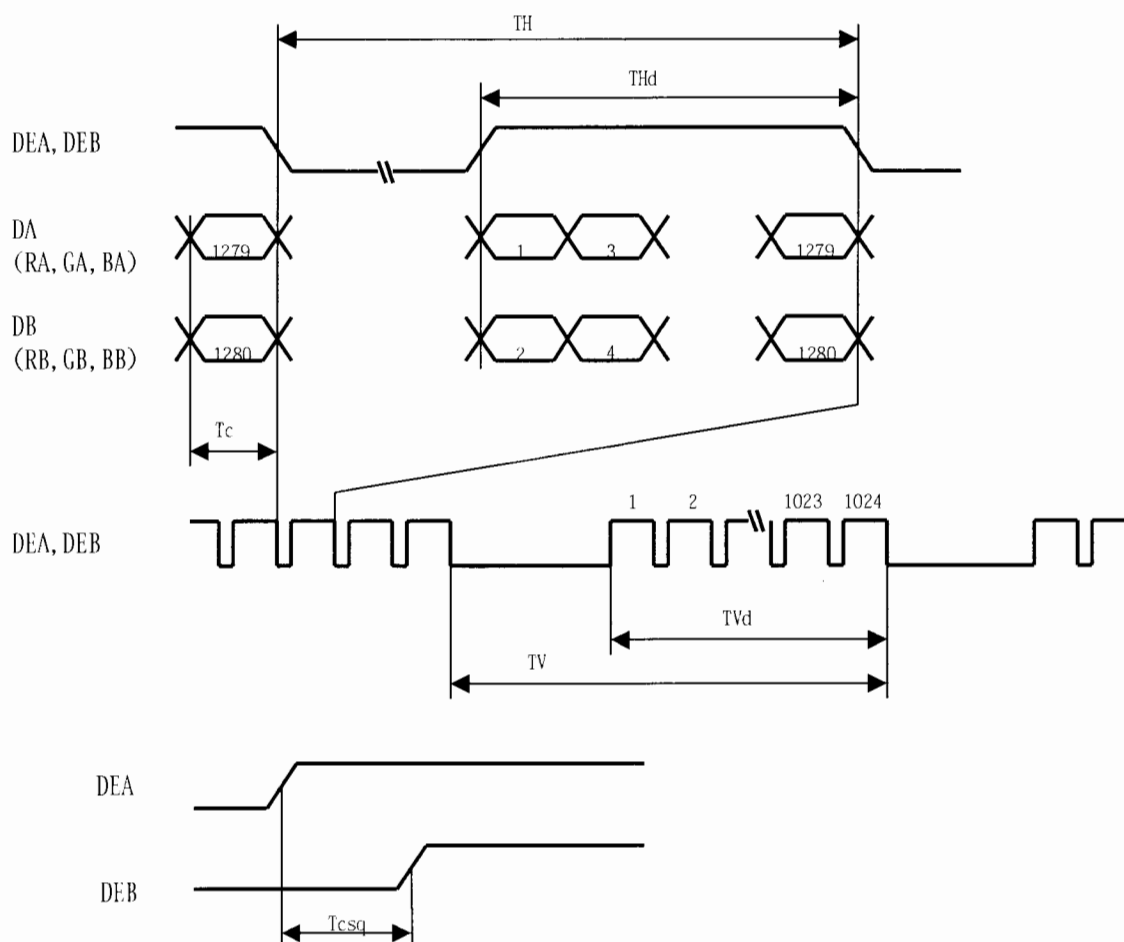 TH
THd
DEA, DEB
DA
(RA, GA, BA)
1279
1
3
1279
DB
(RB, GB, BB)
1280
2
4
1280
Tc
DEA, DEB
1
2
1023
1024
TVd
TV
DEA
DEB
Tcsq